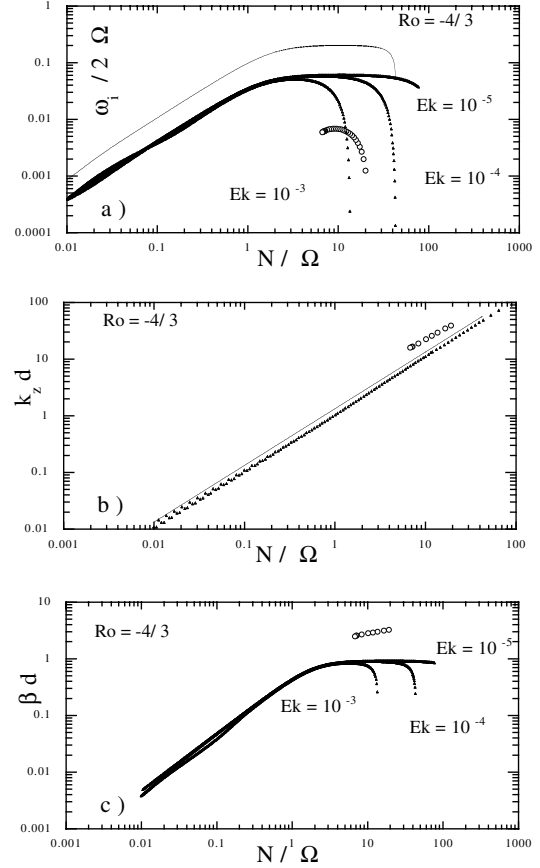 Ro = -4/ 3
1
0.1
0.01
0.001
0.0001
ω_i / 2 Ω
Ek = 10^-5
Ek = 10^-4
Ek = 10^-3
a )
0.01 0.1 1 10 100 1000
N / Ω
Ro = -4/ 3
100
10
1
0.1
0.01
k_z d
b )
0.001 0.01 0.1 1 10 100
N / Ω
Ro = -4/ 3
10
1
0.1
0.01
0.001
β d
Ek = 10^-5
Ek = 10^-3
Ek = 10^-4
c )
0.001 0.01 0.1 1 10 100 1000
N / Ω